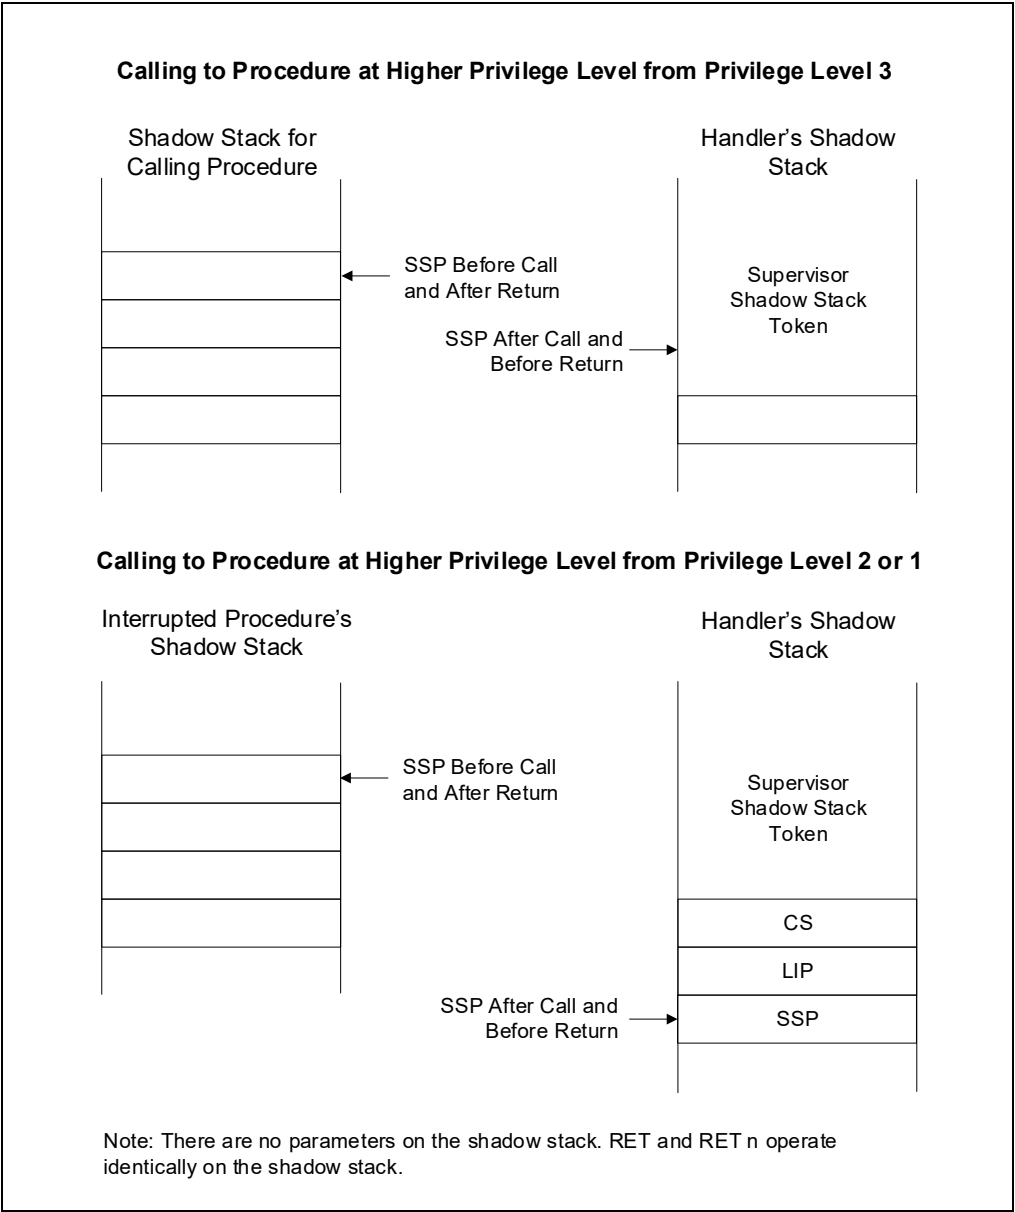 Calling to Procedure at Higher Privilege Level from Privilege Level 3
Shadow Stack for
Calling Procedure
Handler’s Shadow
Stack
SSP Before Call
and After Return
Supervisor
Shadow Stack
Token
SSP After Call and
Before Return
Calling to Procedure at Higher Privilege Level from Privilege Level 2 or 1
Interrupted Procedure’s
Shadow Stack
Handler’s Shadow
Stack
SSP Before Call
and After Return
Supervisor
Shadow Stack
Token
CS
LIP
SSP After Call and
Before Return
SSP
Note: There are no parameters on the shadow stack. RET and RET n operate
identically on the shadow stack.